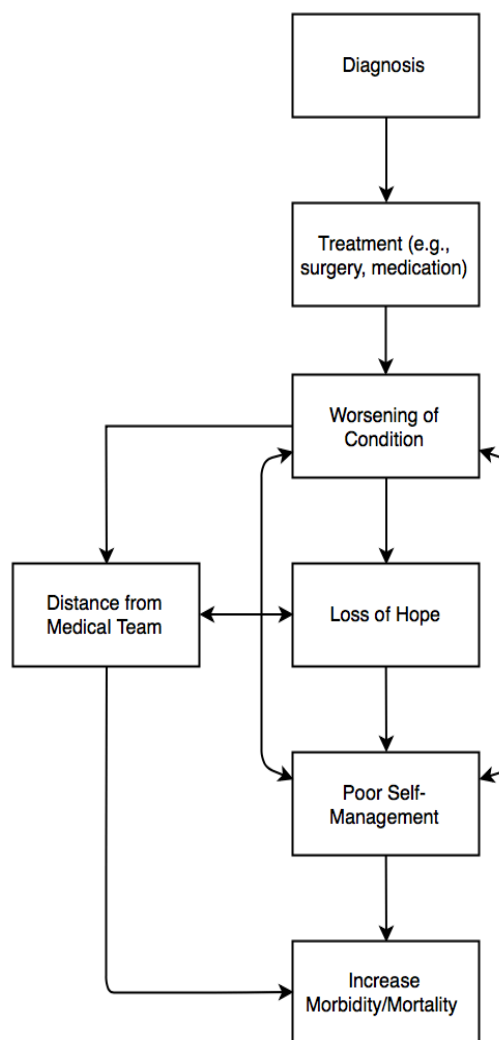 Diagnosis
Treatment (e.g.,
surgery, medication)
Worsening of
Condition
Distance from
Medical Team
Loss of Hope
Poor Self-
Management
Increase
Morbidity/Mortality